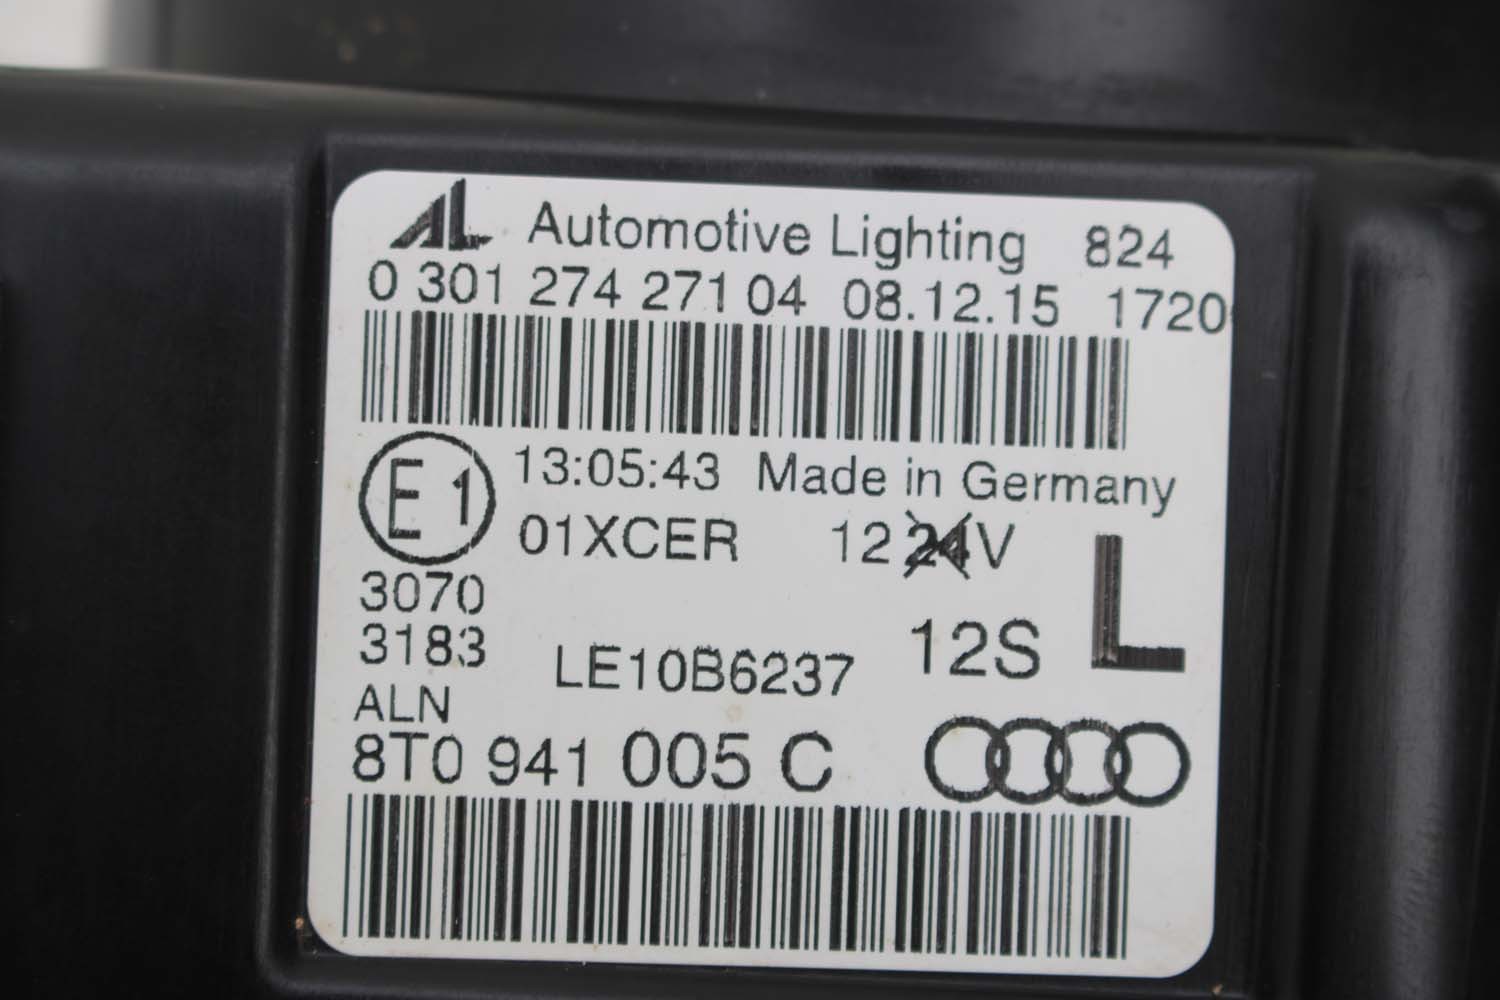 AL Automotive Lighting 824
0 301 274 271 04 08.12.15 1720
E1 13:05:43 Made in Germany
01XCER 12 24V
3070
3183 LE10B6237 12S L
ALN
8T0 941 005 C